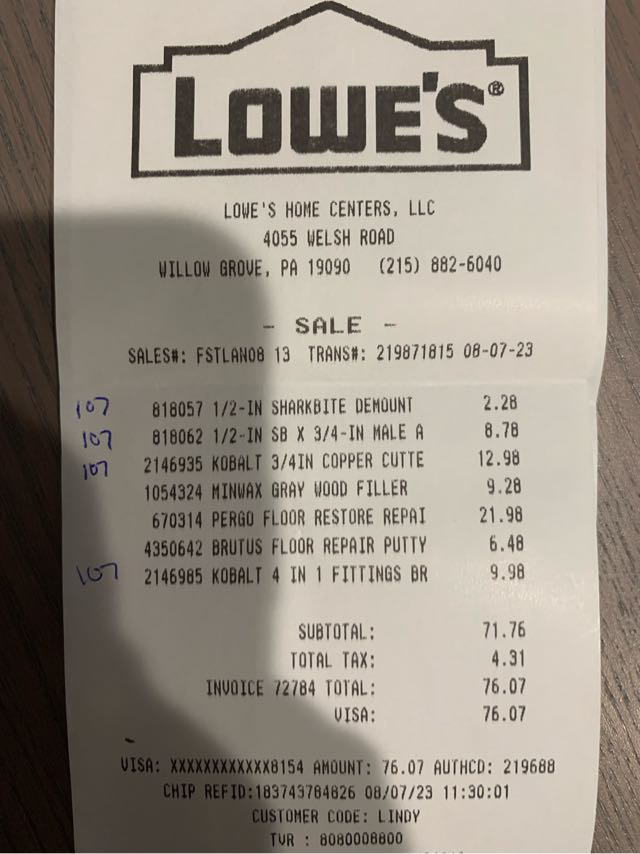 LOWE'S®
LOWE'S HOME CENTERS, LLC
4055 WELSH ROAD
WILLOW GROVE, PA 19090 (215) 882-6040
- SALE -
SALES#: FSTLAN08 13 TRANS#: 219871815 08-07-23
107 818057 1/2-IN SHARKBITE DEMOUNT 2.28
107 818062 1/2-IN SB X 3/4-IN MALE A 8.78
107 2146935 KOBALT 3/4IN COPPER CUTTE 12.98
1054324 MINWAX GRAY WOOD FILLER 9.28
670314 PERGO FLOOR RESTORE REPAI 21.98
4350642 BRUTUS FLOOR REPAIR PUTTY 6.48
107 2146985 KOBALT 4 IN 1 FITTINGS BR 9.98
SUBTOTAL: 71.76
TOTAL TAX: 4.31
INVOICE 72784 TOTAL: 76.07
VISA: 76.07
VISA: XXXXXXXXXXXX8154 AMOUNT: 76.07 AUTHCD: 219688
CHIP REFID:183743784826 08/07/23 11:30:01
CUSTOMER CODE: LINDY
TVR : 8080008800